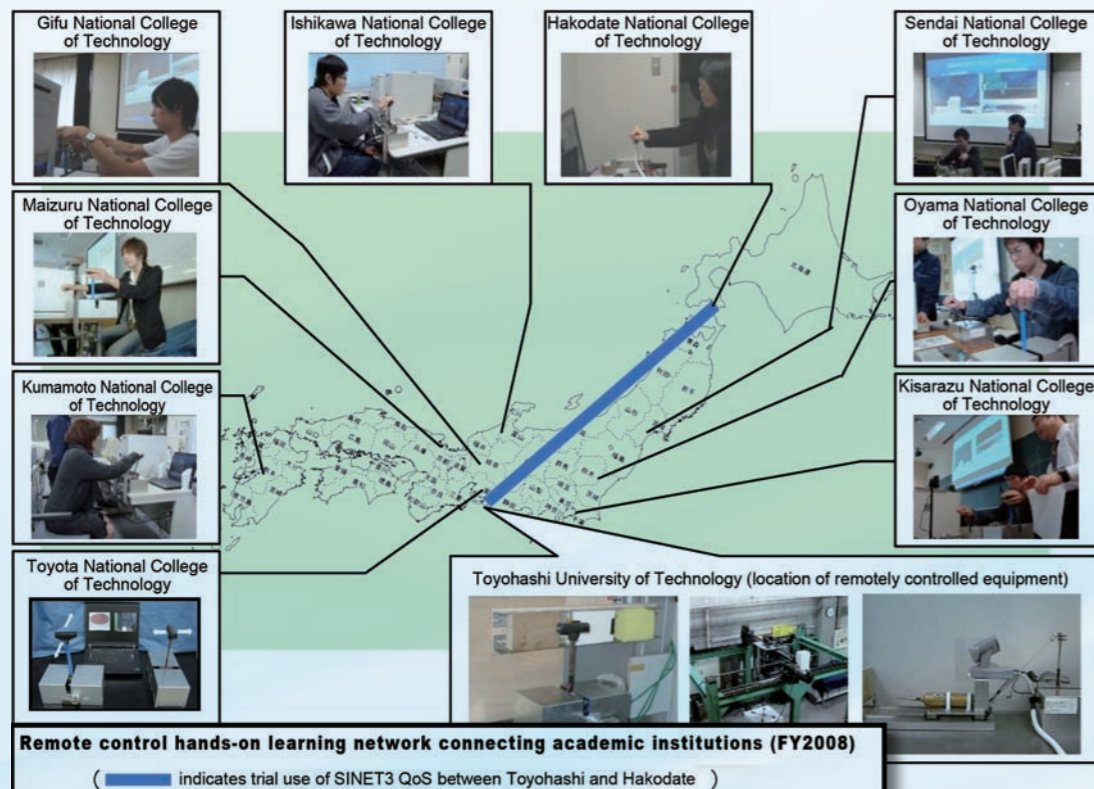 Gifu National College
of Technology
Ishikawa National College
of Technology
Hakodate National College
of Technology
Sendai National College
of Technology
Maizuru National College
of Technology
Oyama National College
of Technology
Kumamoto National College
of Technology
Kisarazu National College
of Technology
Toyota National College
of Technology
北海道
Toyohashi University of Technology (location of remotely controlled equipment)
Remote control hands-on learning network connecting academic institutions (FY2008)
( indicates trial use of SINET3 QoS between Toyohashi and Hakodate )